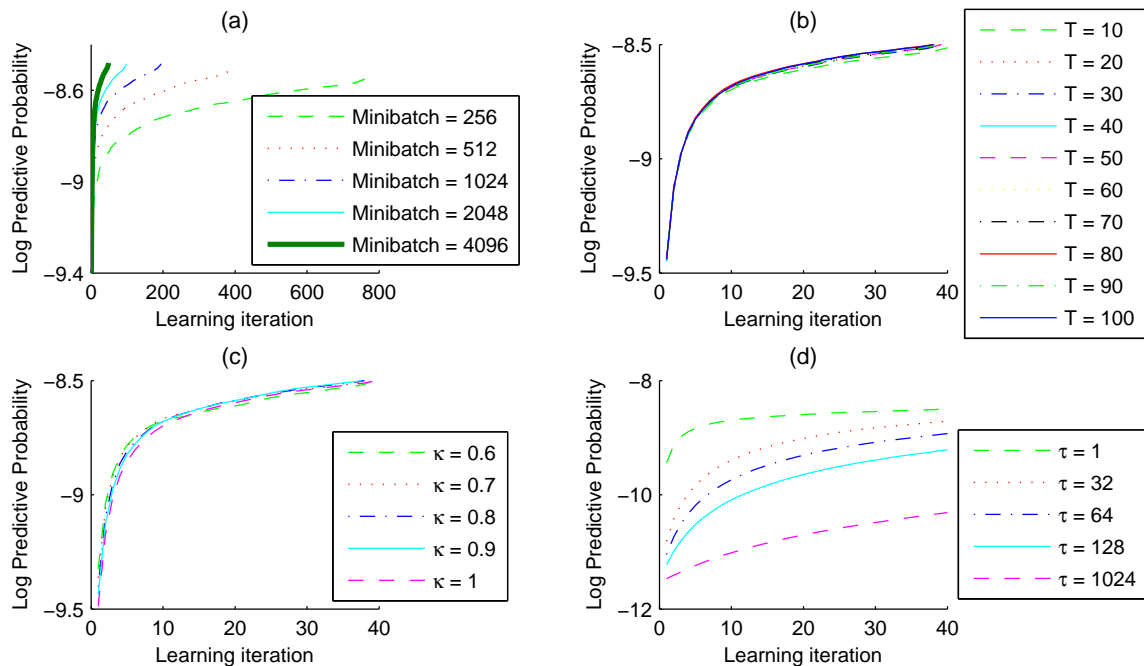 (a)
Log Predictive Probability
−8.6
−9
−9.4
0
200
400
600
800
Learning iteration
Minibatch = 256
Minibatch = 512
Minibatch = 1024
Minibatch = 2048
Minibatch = 4096
(b)
Log Predictive Probability
−8.5
−9
−9.5
0
10
20
30
40
Learning iteration
T = 10
T = 20
T = 30
T = 40
T = 50
T = 60
T = 70
T = 80
T = 90
T = 100
(c)
Log Predictive Probability
−8.5
−9
−9.5
0
10
20
30
40
Learning iteration
κ = 0.6
κ = 0.7
κ = 0.8
κ = 0.9
κ = 1
(d)
Log Predictive Probability
−8
−10
−12
0
10
20
30
40
Learning iteration
τ = 1
τ = 32
τ = 64
τ = 128
τ = 1024